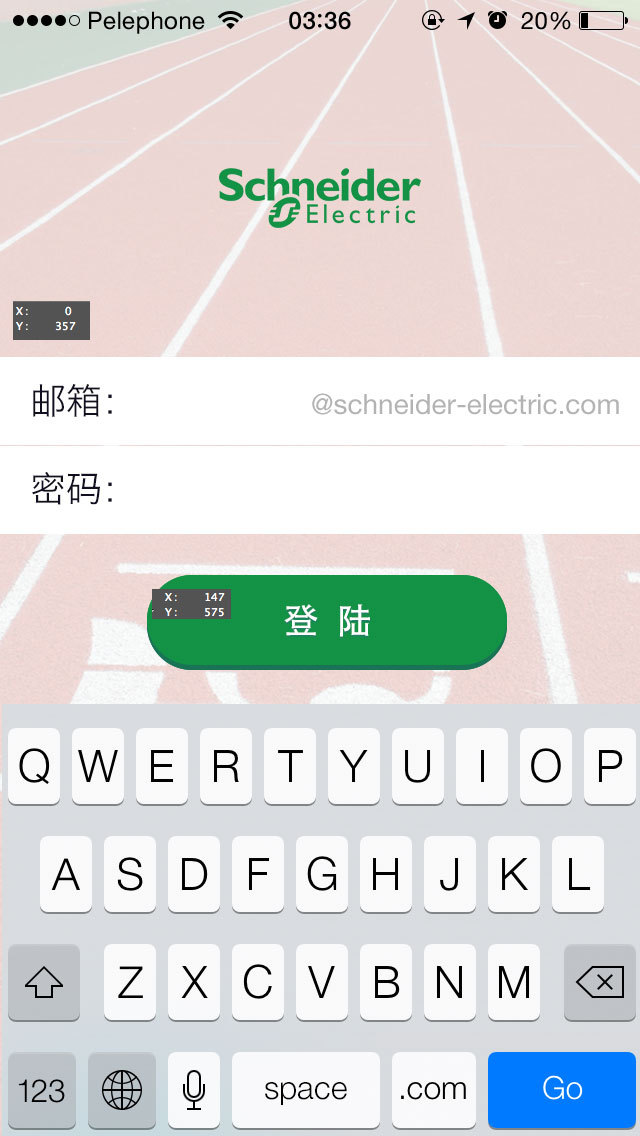 Pelephone 03:36 20%
Schneider
Electric
X: 0
Y: 357
邮箱: @schneider-electric.com
密码:
X: 147
Y: 575
登 陆
Q W E R T Y U I O P
A S D F G H J K L
Z X C V B N M
123 space .com Go